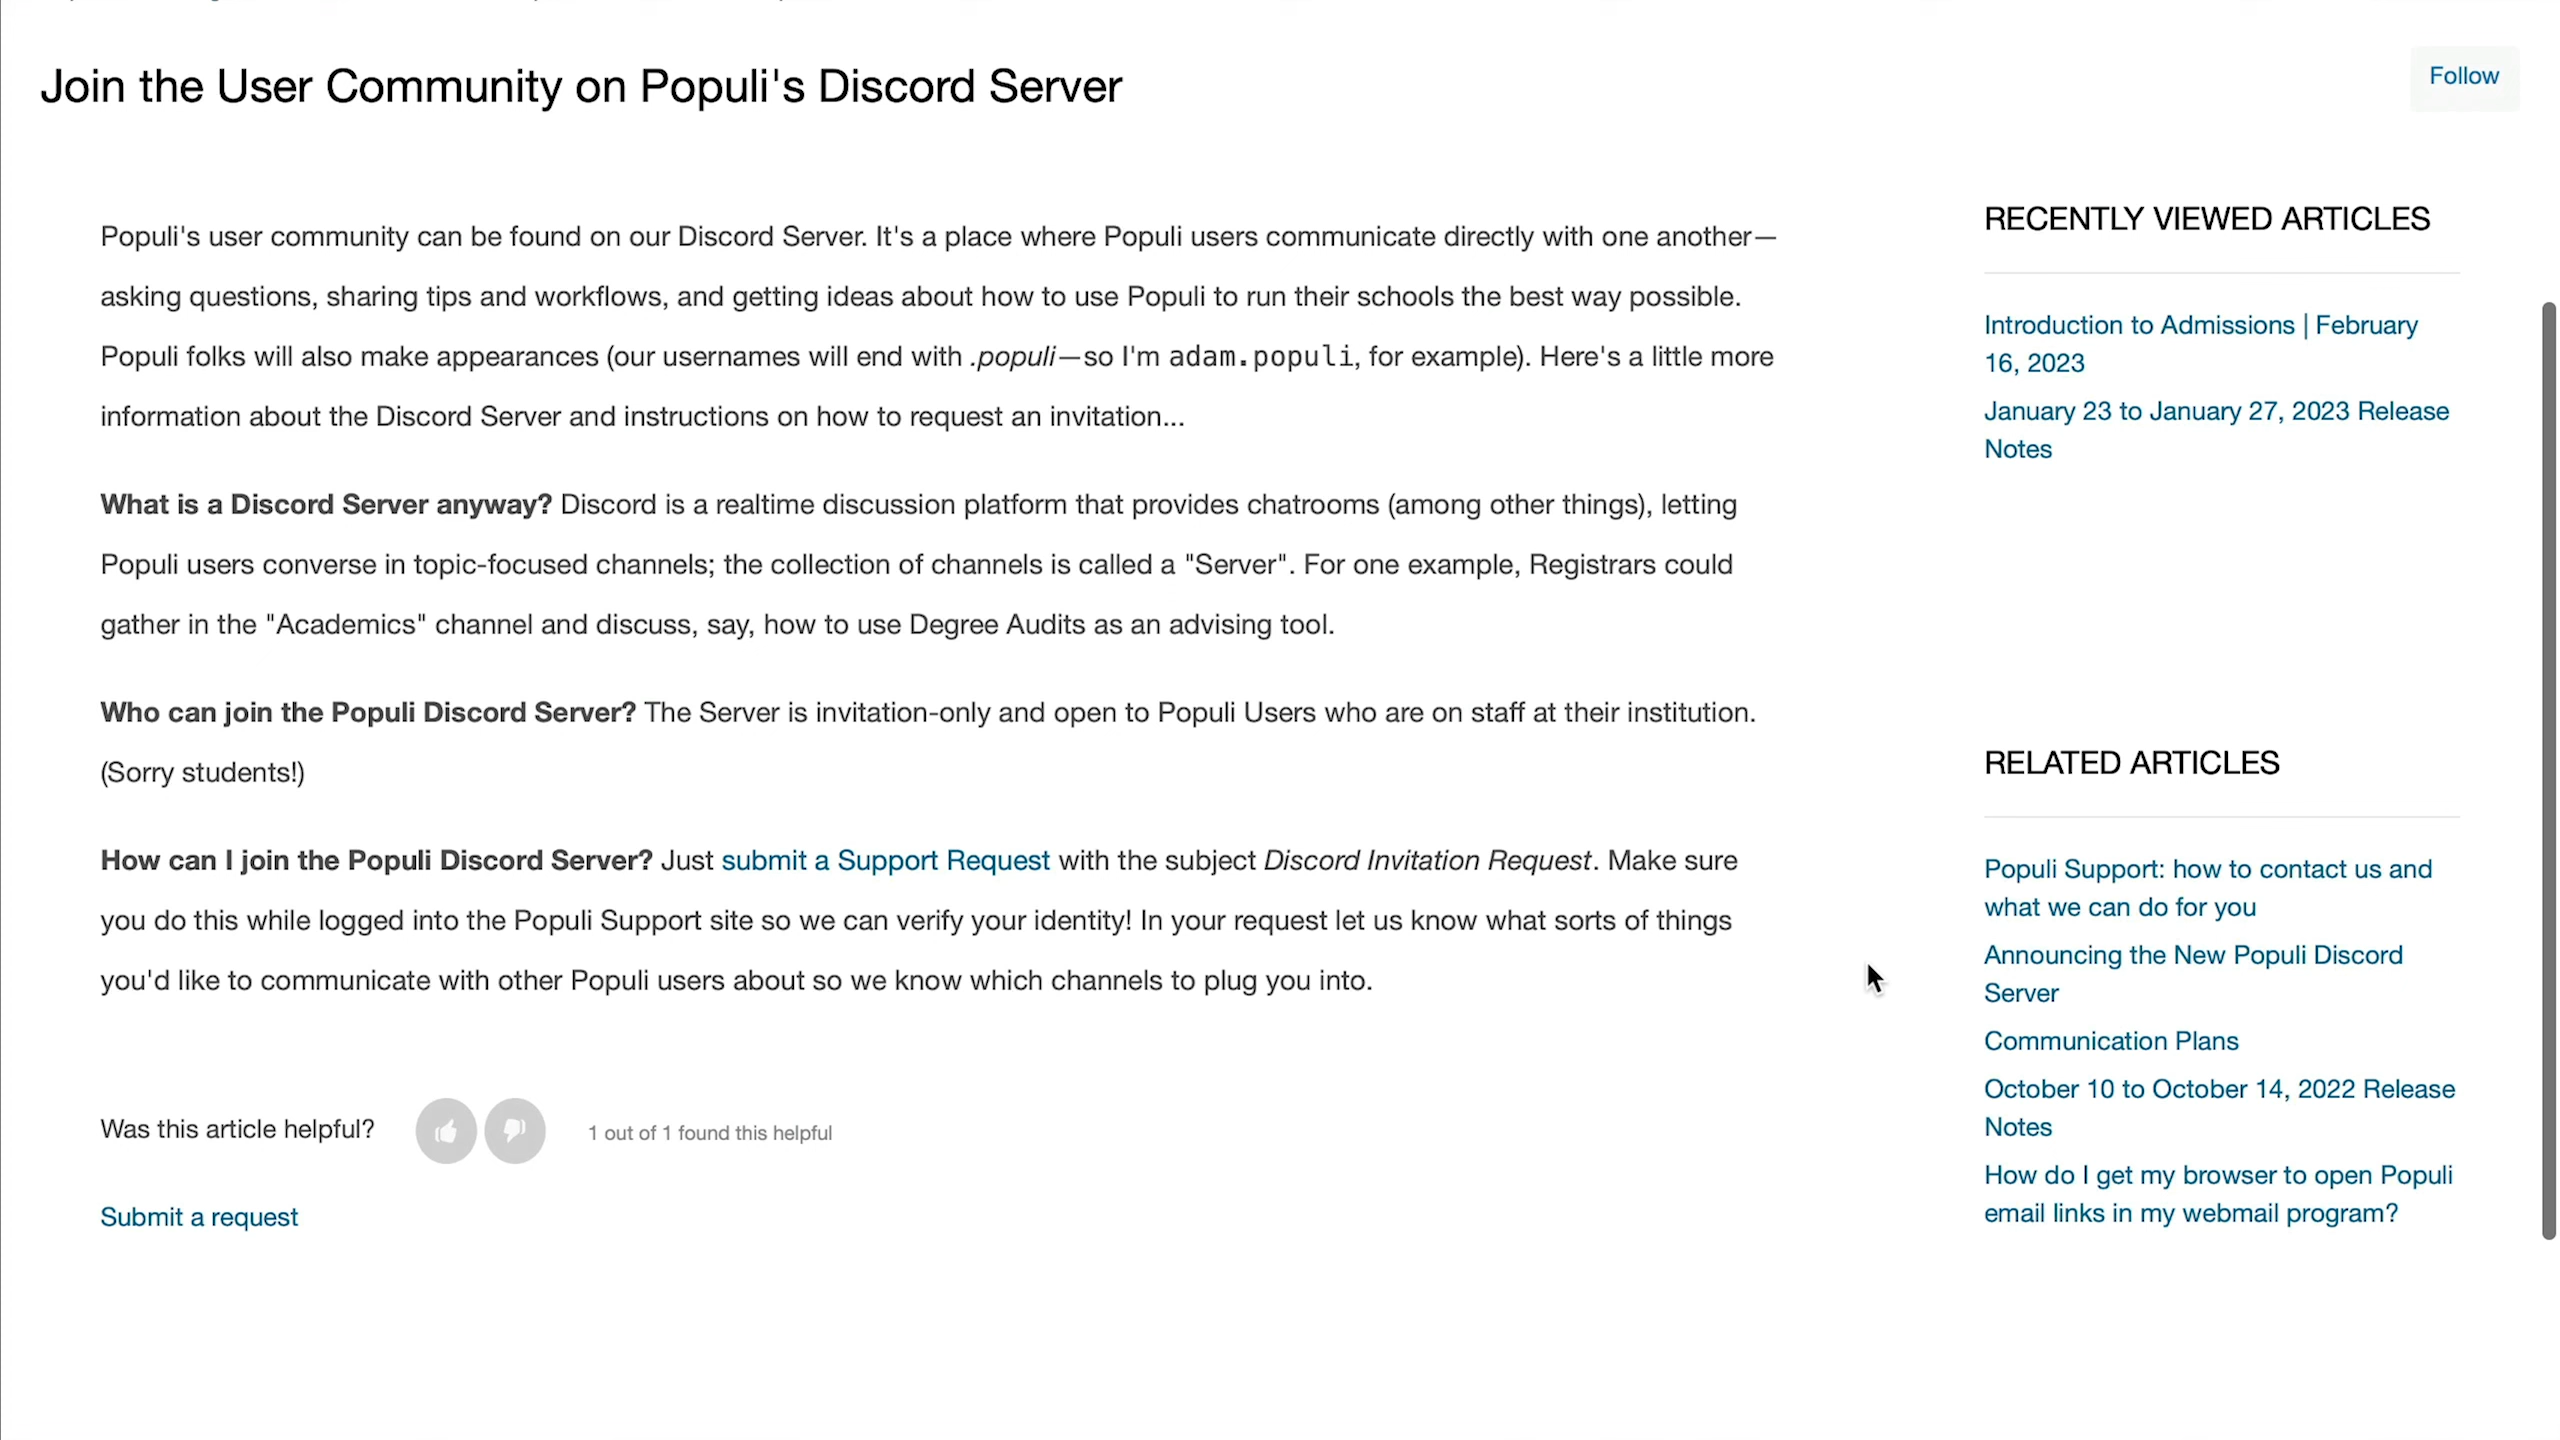 Join the User Community on Populi's Discord Server
Follow
Populi's user community can be found on our Discord Server. It's a place where Populi users communicate directly with one another—
asking questions, sharing tips and workflows, and getting ideas about how to use Populi to run their schools the best way possible.
Populi folks will also make appearances (our usernames will end with .populi—so I'm adam.populi, for example). Here's a little more
information about the Discord Server and instructions on how to request an invitation...
What is a Discord Server anyway? Discord is a realtime discussion platform that provides chatrooms (among other things), letting
Populi users converse in topic-focused channels; the collection of channels is called a "Server". For one example, Registrars could
gather in the "Academics" channel and discuss, say, how to use Degree Audits as an advising tool.
Who can join the Populi Discord Server? The Server is invitation-only and open to Populi Users who are on staff at their institution.
(Sorry students!)
How can I join the Populi Discord Server? Just submit a Support Request with the subject Discord Invitation Request. Make sure
you do this while logged into the Populi Support site so we can verify your identity! In your request let us know what sorts of things
you'd like to communicate with other Populi users about so we know which channels to plug you into.
Was this article helpful?
1 out of 1 found this helpful
Submit a request
RECENTLY VIEWED ARTICLES
Introduction to Admissions | February
16, 2023
January 23 to January 27, 2023 Release
Notes
RELATED ARTICLES
Populi Support: how to contact us and
what we can do for you
Announcing the New Populi Discord
Server
Communication Plans
October 10 to October 14, 2022 Release
Notes
How do I get my browser to open Populi
email links in my webmail program?